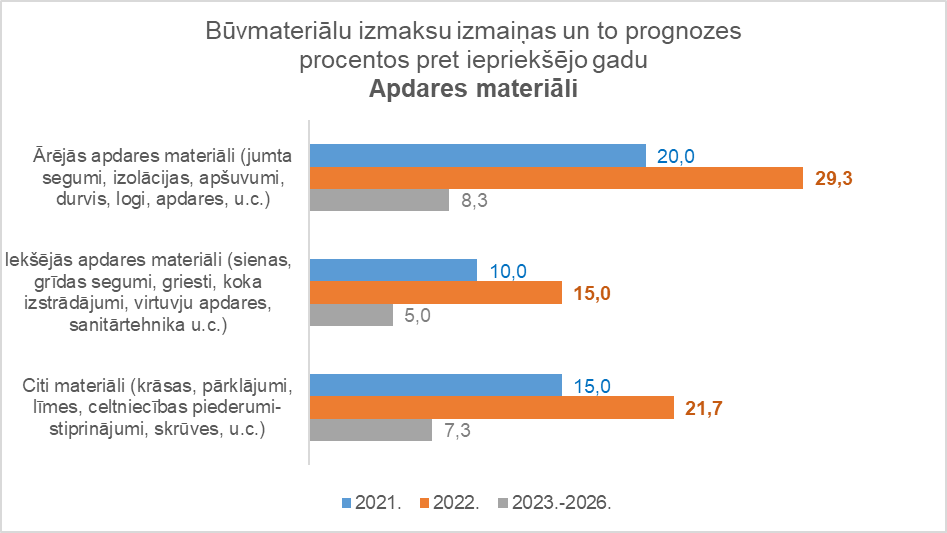 Būvmateriālu izmaksu izmaiņas un to prognozes
procentos pret iepriekšējo gadu
Apdares materiāli
Ārējās apdares materiāli (jumta
segumi, izolācijas, apšuvumi,
durvis, logi, apdares, u.c.)
20,0
29,3
8,3
Iekšējās apdares materiāli (sienas,
grīdas segumi, griesti, koka
izstrādājumi, virtuvju apdares,
sanitārtehnika u.c.)
10,0
15,0
5,0
Citi materiāli (krāsas, pārklājumi,
līmes, celtniecības piederumi-
stiprinājumi, skrūves, u.c.)
15,0
21,7
7,3
2021. 2022. 2023.-2026.